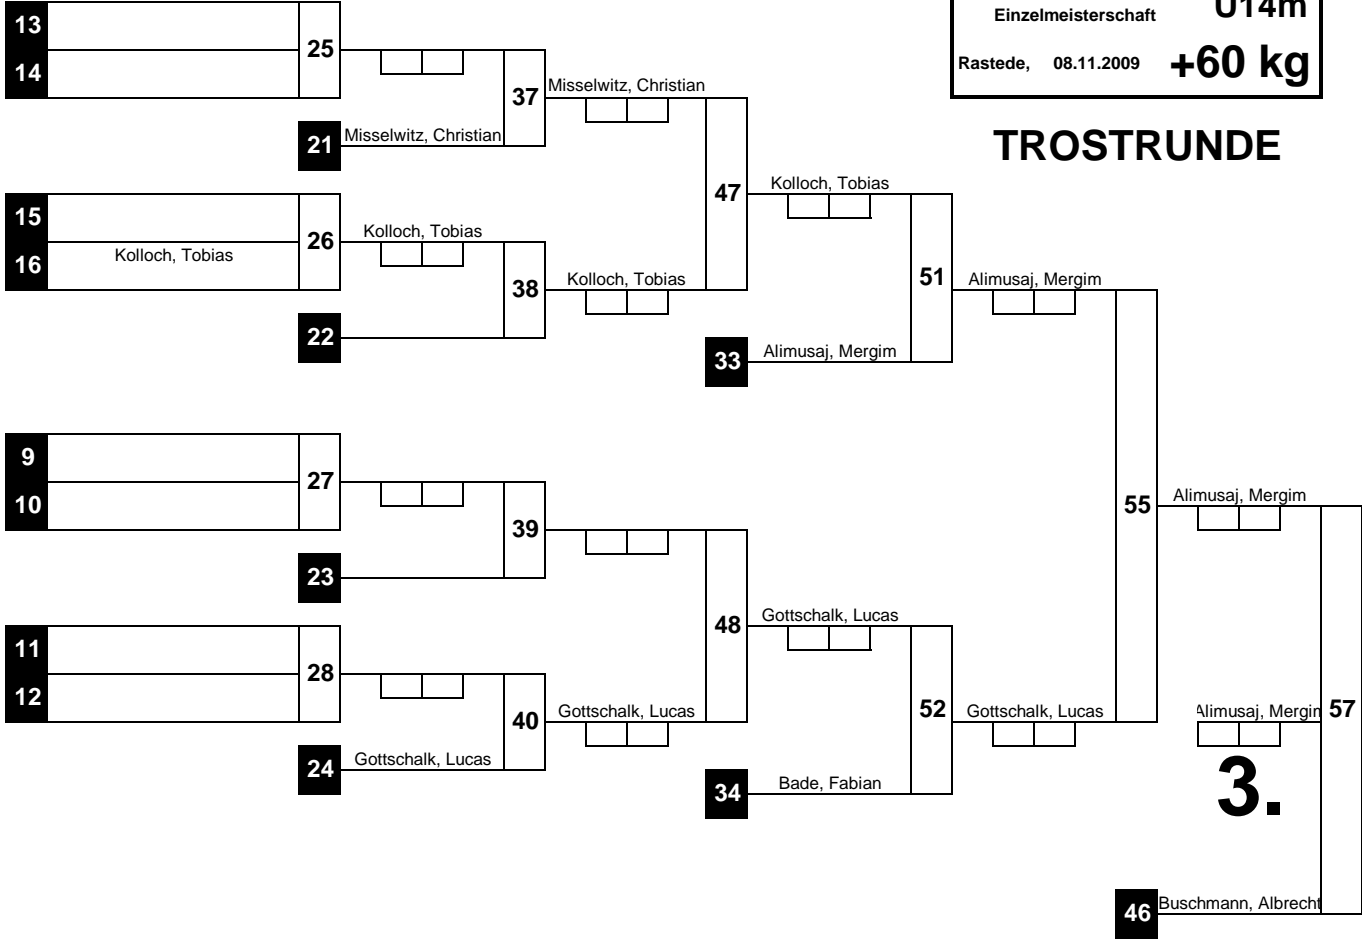 U14m
Einzelmeisterschaft
Rastede, 08.11.2009 +60 kg
TROSTRUNDE
13
14
25
37
Misselwitz, Christian
21
Misselwitz, Christian
47
Kolloch, Tobias
15
16
Kolloch, Tobias
26
Kolloch, Tobias
38
Kolloch, Tobias
22
51
Alimusaj, Mergim
33
Alimusaj, Mergim
9
10
27
39
23
55
Alimusaj, Mergim
11
12
28
48
Gottschalk, Lucas
40
Gottschalk, Lucas
24
Gottschalk, Lucas
52
Gottschalk, Lucas
34
Bade, Fabian
Alimusaj, Mergim
57
3.
46
Buschmann, Albrecht